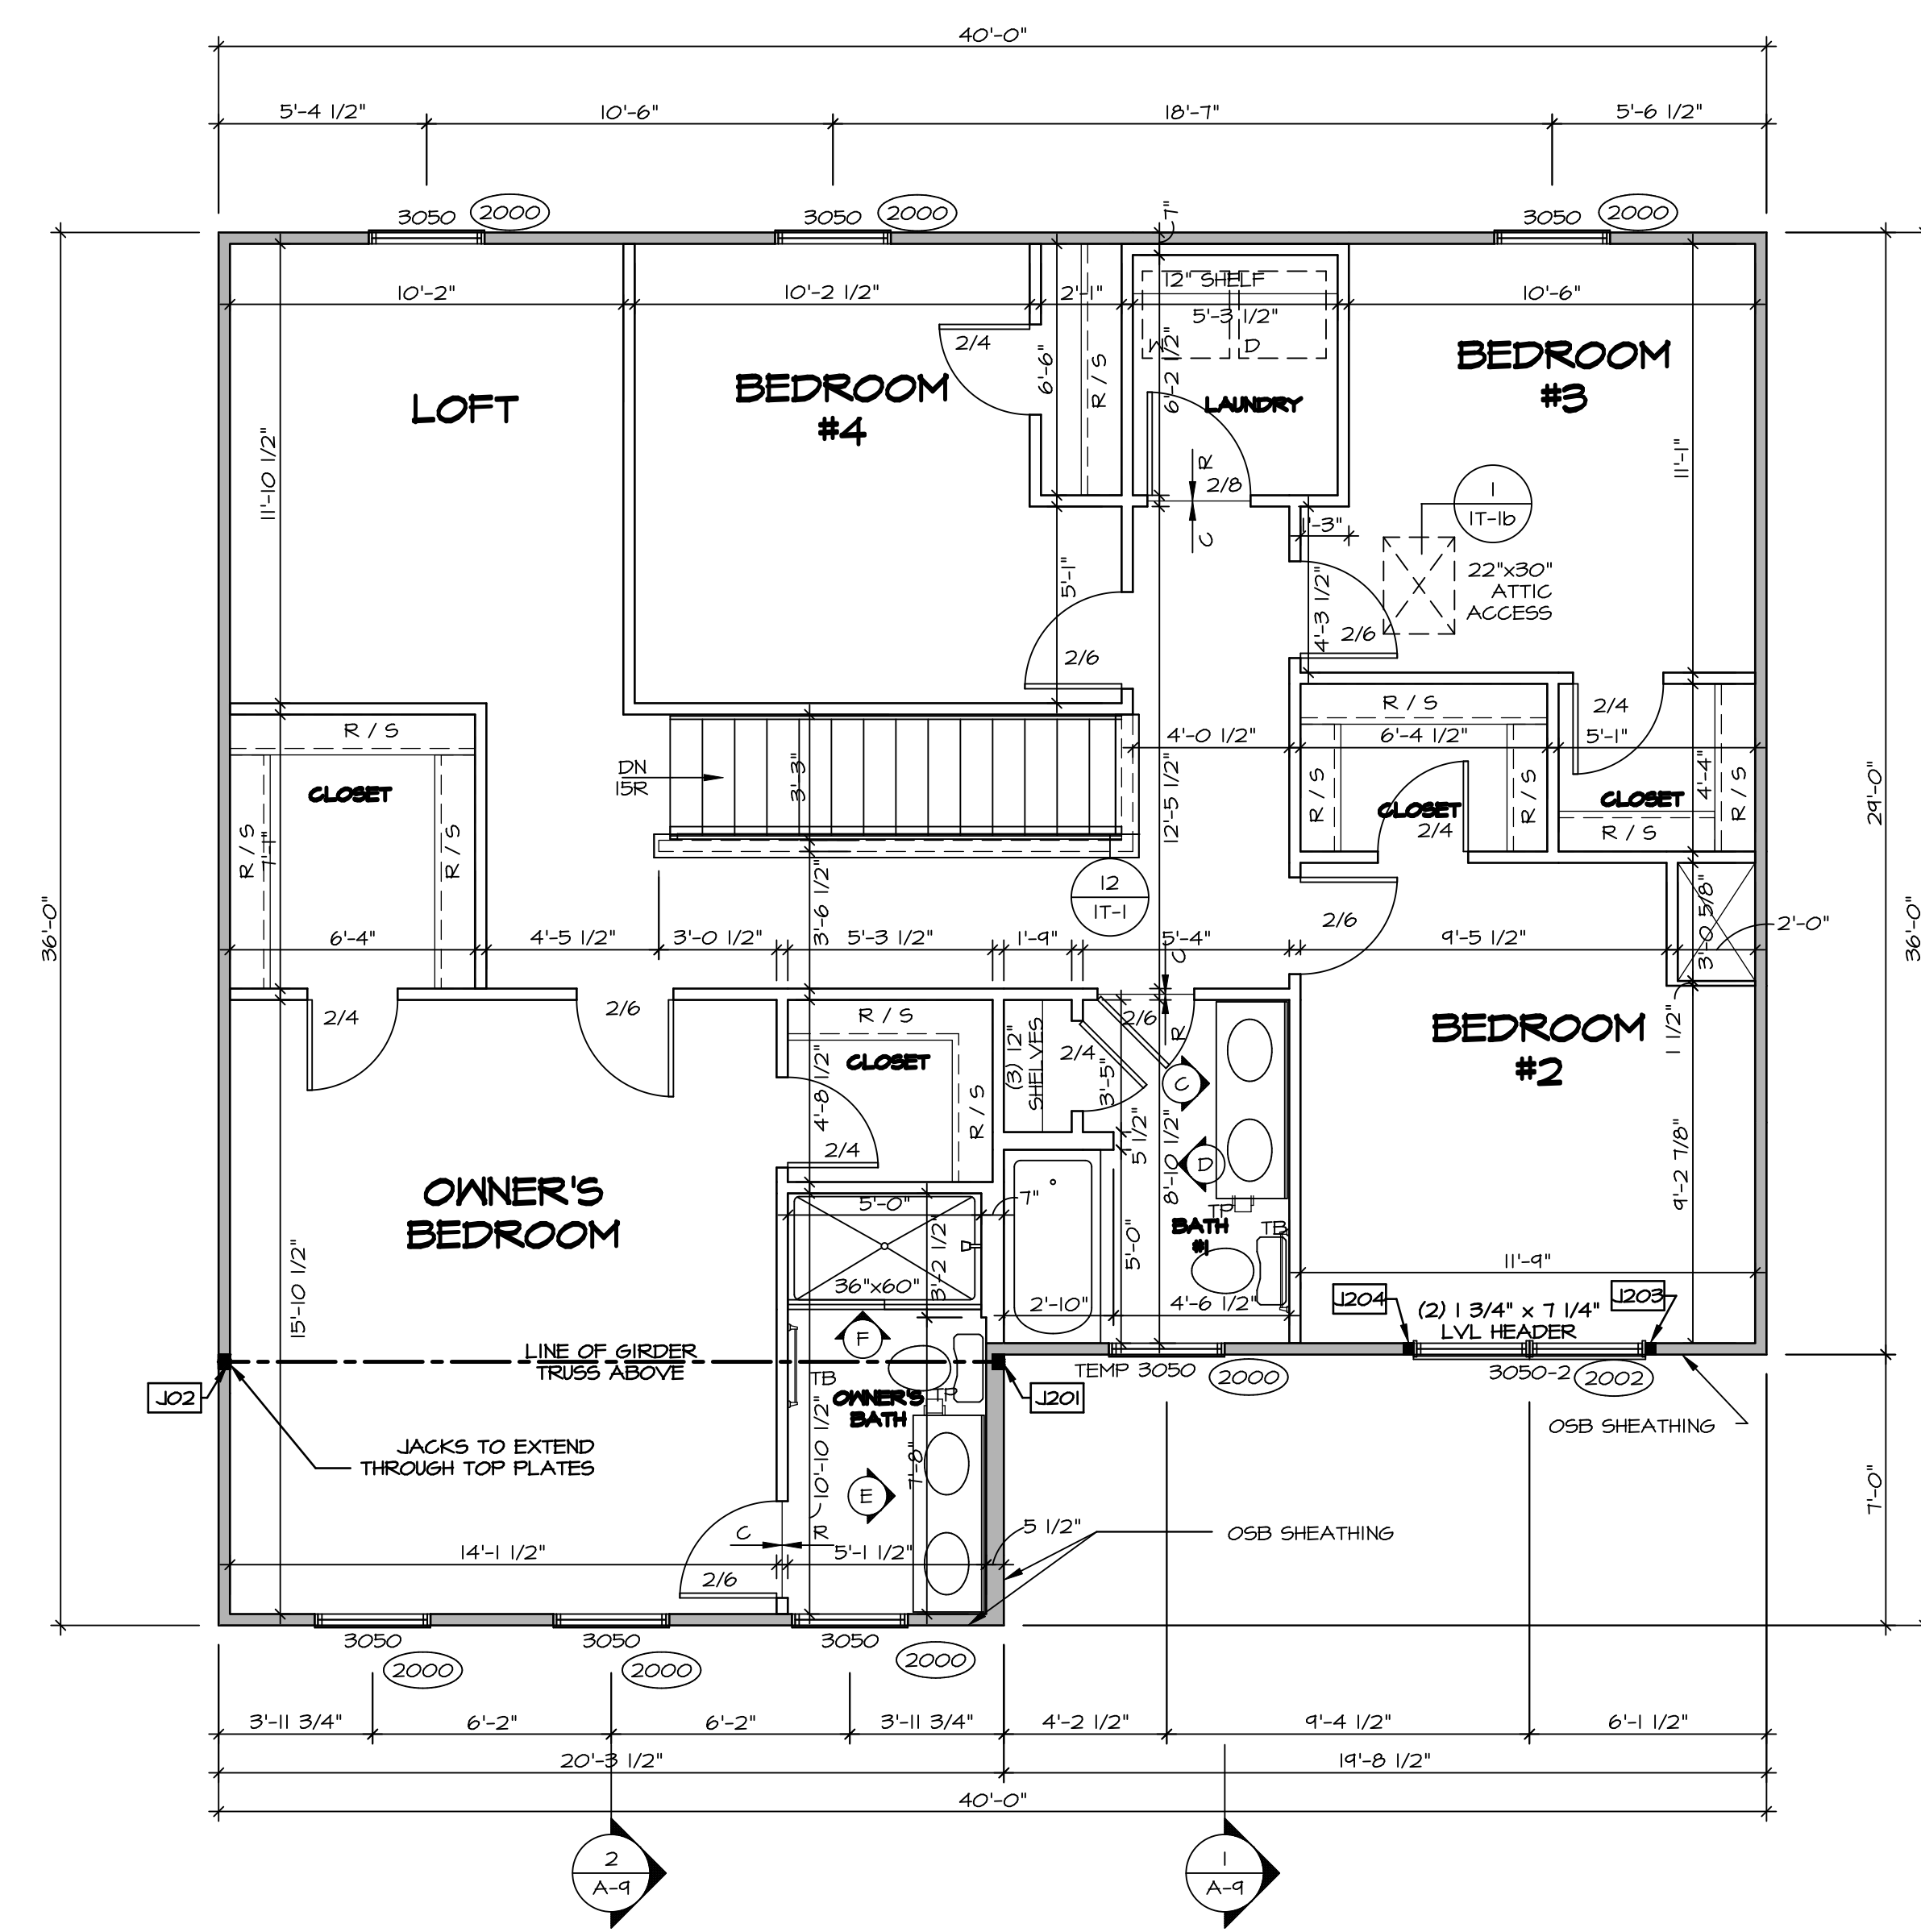 40'-0"
5'-4 1/2" 10'-6" 18'-7" 5'-6 1/2"
3050 2000 3050 2000 7" 3050 2000
12" SHELF
10'-2" 10'-2 1/2" 2'-1" 10'-6"
5'-3 1/2"
2/4 W D
6'-6" R / S 6'-2 1/2"
BEDROOM
#3
BEDROOM
#4
LOFT
LAUNDRY
11'-10 1/2" 11'-1"
R
2/8
1
IT-1b
C 1'-3"
22"x30"
ATTIC
ACCESS
5'-1" 4'-3 1/2"
2/6 2/6
R / S R / S 2/4
4'-0 1/2" 6'-4 1/2" 5'-1"
DN
15R
3'-3" 12'-5 1/2" 4'-4"
CLOSET CLOSET CLOSET
R / S R / S R / S
2/4 R / S
R / S 7'-1" R / S
29'-0"
12
IT-1
36'-0" 3'-6 1/2" 2/6 3'-0 5/8" 2'-0" 36'-0"
6'-4" 4'-5 1/2" 3'-0 1/2" 5'-3 1/2" 1'-9" 5'-4" 9'-5 1/2"
C
2/4 2/6 R / S 2/6 R
(3) 12"
SHELVES
1 1/2"
BEDROOM
#2
CLOSET 2/4
4'-8 1/2" R / S 3'-5" C
2/4 5 1/2" 8'-10 1/2" D 9'-2 7/8"
OWNER'S
BEDROOM
5'-0" 7" TP
BATH
#1
TB
15'-10 1/2" 3'-2 1/2" 5'-0"
36"x60" 11'-9"
2'-10" 4'-6 1/2" J204 J203
(2) 1 3/4" x 7 1/4"
LVL HEADER
F
LINE OF GIRDER
TRUSS ABOVE
TB TEMP 3050 2000 3050-2 2002
J02 J201
OWNER'S
BATH
TP
OSB SHEATHING
JACKS TO EXTEND
THROUGH TOP PLATES
10'-10 1/2" 7'-8"
E 7'-0"
C R 5 1/2" OSB SHEATHING
14'-1 1/2" 5'-1 1/2"
2/6
3050 3050 3050
2000 2000 2000
3'-11 3/4" 6'-2" 6'-2" 3'-11 3/4" 4'-2 1/2" 9'-4 1/2" 6'-1 1/2"
20'-3 1/2" 19'-8 1/2"
40'-0"
2
A-9
1
A-9